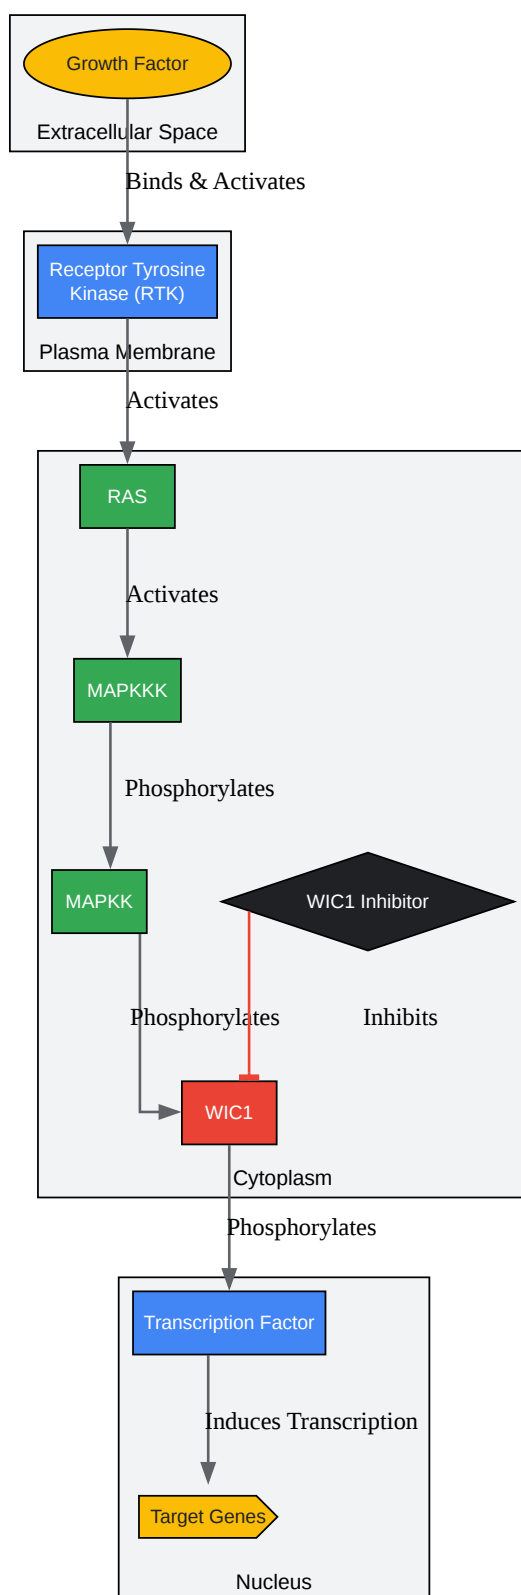 Growth Factor
Extracellular Space
Binds & Activates
Receptor Tyrosine
Kinase (RTK)
Plasma Membrane
Activates
RAS
Activates
MAPKKK
Phosphorylates
MAPKK
WIC1 Inhibitor
Phosphorylates
Inhibits
WIC1
Cytoplasm
Phosphorylates
Transcription Factor
Induces Transcription
Target Genes
Nucleus